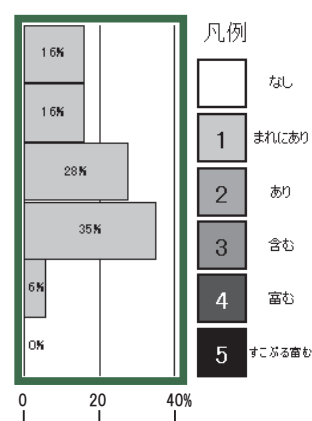 凡例
16%
16%
28%
35%
6%
0%
なし
1 まれにあり
2 あり
3 含む
4 富む
5 すこぶる富む
0 20 40%